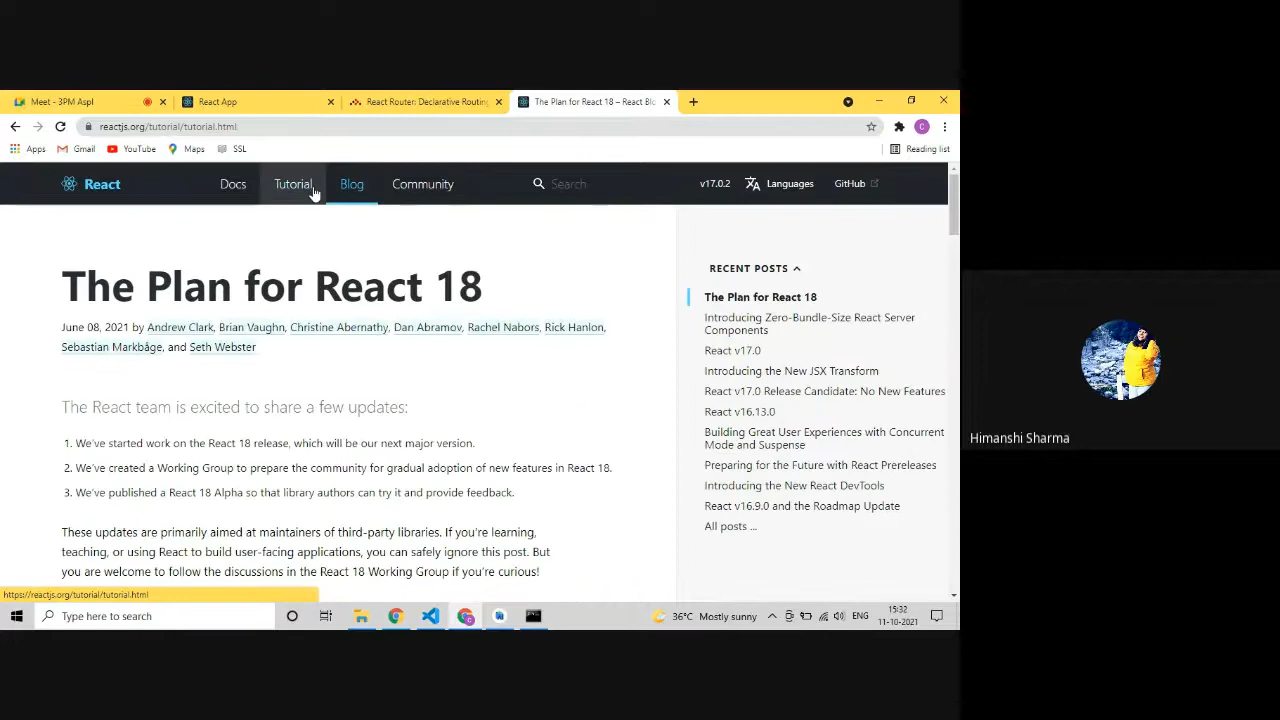 Meet - 3PM Aspl
React App
React Router: Declarative Routing
The Plan for React 18 – React Blo
reactjs.org/tutorial/tutorial.html
Apps
Gmail
YouTube
Maps
SSL
Reading list
React
Docs
Tutorial
Blog
Community
Search
v17.0.2
Languages
GitHub
The Plan for React 18
June 08, 2021 by Andrew Clark, Brian Vaughn, Christine Abernathy, Dan Abramov, Rachel Nabors, Rick Hanlon,
Sebastian Markbåge, and Seth Webster
The React team is excited to share a few updates:
1. We've started work on the React 18 release, which will be our next major version.
2. We've created a Working Group to prepare the community for gradual adoption of new features in React 18.
3. We've published a React 18 Alpha so that library authors can try it and provide feedback.
These updates are primarily aimed at maintainers of third-party libraries. If you're learning,
teaching, or using React to build user-facing applications, you can safely ignore this post. But
you are welcome to follow the discussions in the React 18 Working Group if you're curious!
RECENT POSTS
The Plan for React 18
Introducing Zero-Bundle-Size React Server
Components
React v17.0
Introducing the New JSX Transform
React v17.0 Release Candidate: No New Features
React v16.13.0
Building Great User Experiences with Concurrent
Mode and Suspense
Preparing for the Future with React Prereleases
Introducing the New React DevTools
React v16.9.0 and the Roadmap Update
All posts ...
Himanshi Sharma
https://reactjs.org/tutorial/tutorial.html
Type here to search
36°C Mostly sunny
ENG
15:32
11-10-2021
C